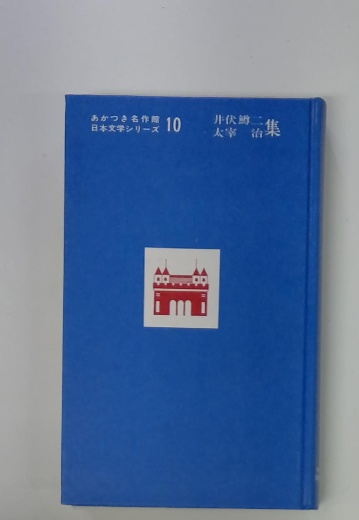 あかつき名作館
日本文学シリーズ 10
井伏鱒二
太宰 治 集